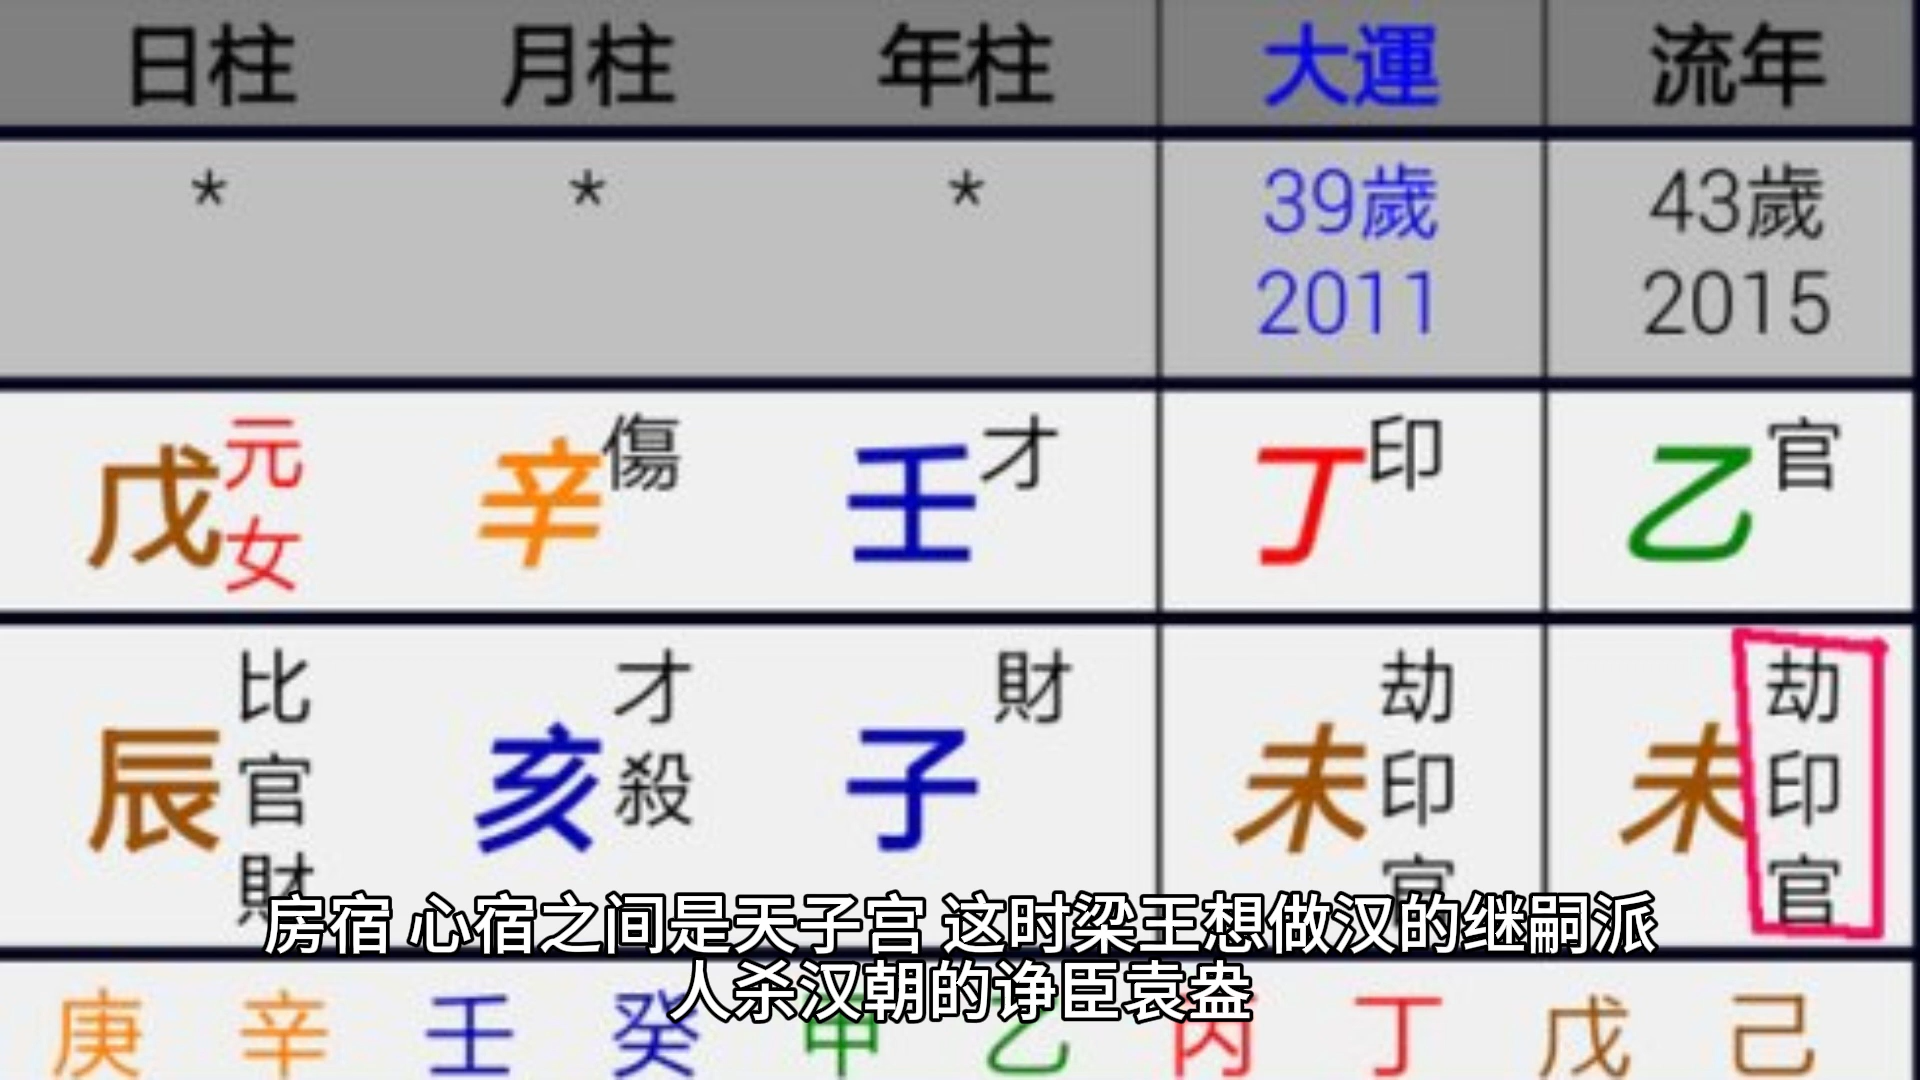 日柱 月柱 年柱 大運 流年
* * * 39歲 43歲
2011 2015
戊 元女 辛 傷 壬 才 丁 印 乙 官
辰 比官財 亥 才殺 子 財 未 劫印官 未 劫印官
房宿 心宿之间是天子宫 这时梁王想做汉的继嗣派
人杀汉朝的诤臣袁盎
庚 辛 壬 癸 甲 乙 丙 丁 戊 己